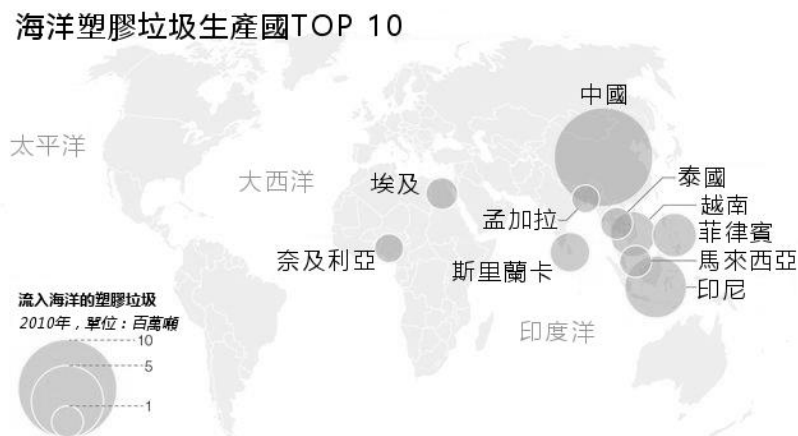 海洋塑膠垃圾生產國TOP 10
中國
太平洋
大西洋
埃及
泰國
越南
孟加拉
菲律賓
奈及利亞
斯里蘭卡
馬來西亞
印尼
印度洋
流入海洋的塑膠垃圾
2010年，單位：百萬噸
10
5
1